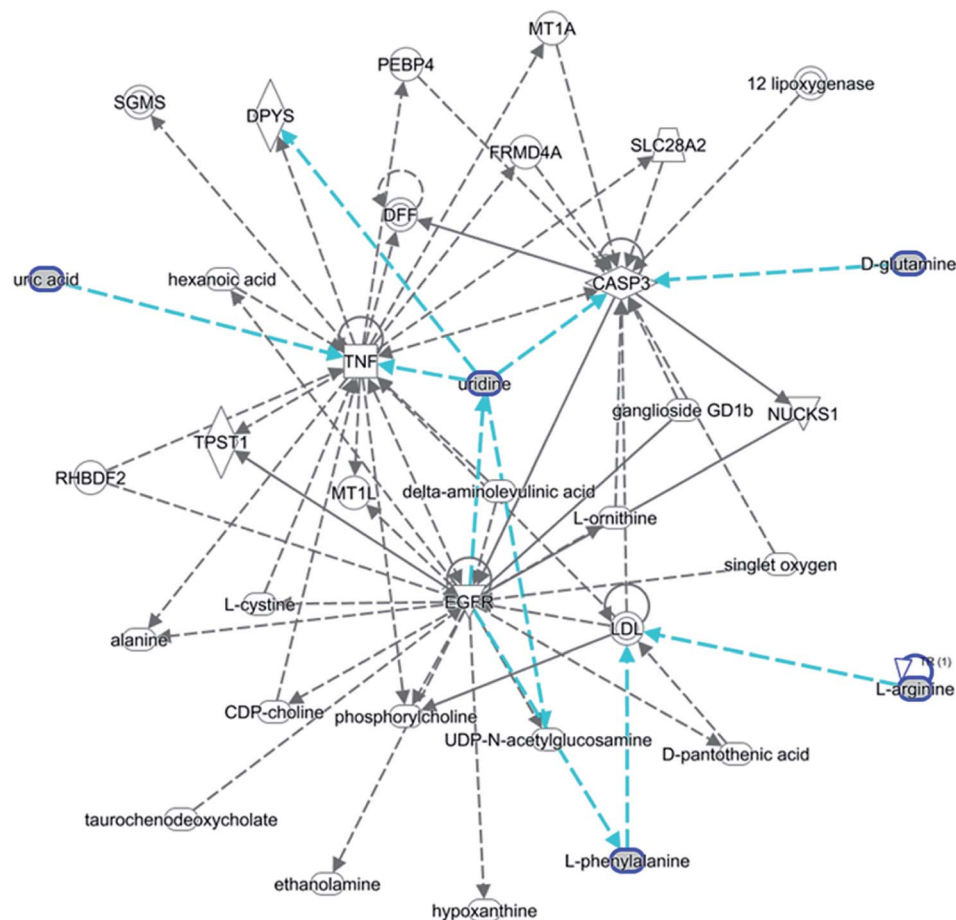 MT1A
PEBP4
12 lipoxygenase
SGMS
DPYS
FRMD4A
SLC28A2
DFF
uric acid
hexanoic acid
CASP3
D-glutamine
TNF
uridine
ganglioside GD1b
NUCKS1
TPST1
RHBDF2
MT1L
delta-aminolevulinic acid
L-ornithine
singlet oxygen
EGFR
L-cystine
alanine
LDL
TR (1)
L-arginine
CDP-choline
phosphorylcholine
UDP-N-acetylglucosamine
D-pantothenic acid
taurochenodeoxycholate
L-phenylalanine
ethanolamine
hypoxanthine